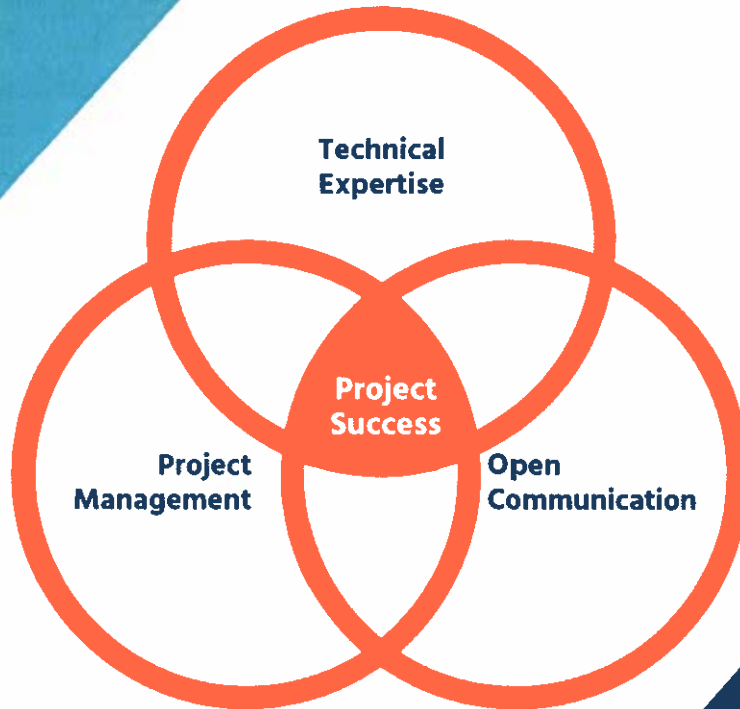 Technical
Expertise
Project
Success
Project
Management
Open
Communication